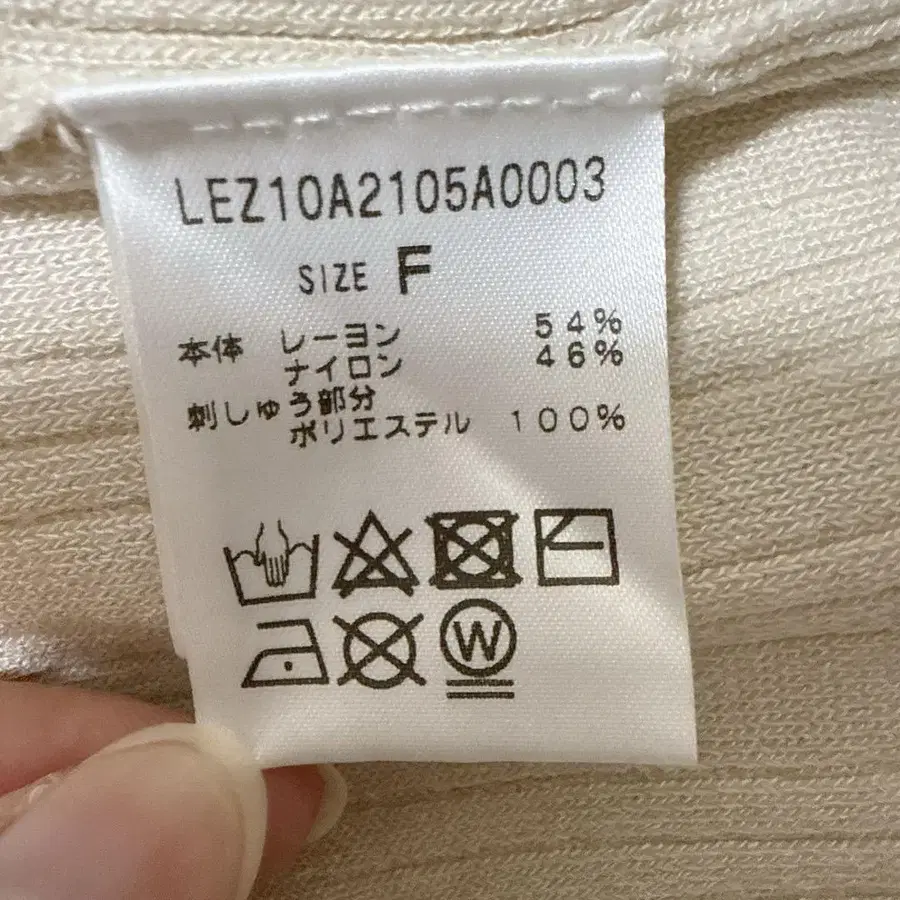 LEZ10A2105A0003
SIZE F
本体 レーヨン 54%
ナイロン 46%
刺しゅう部分
ポリエステル 100%
W